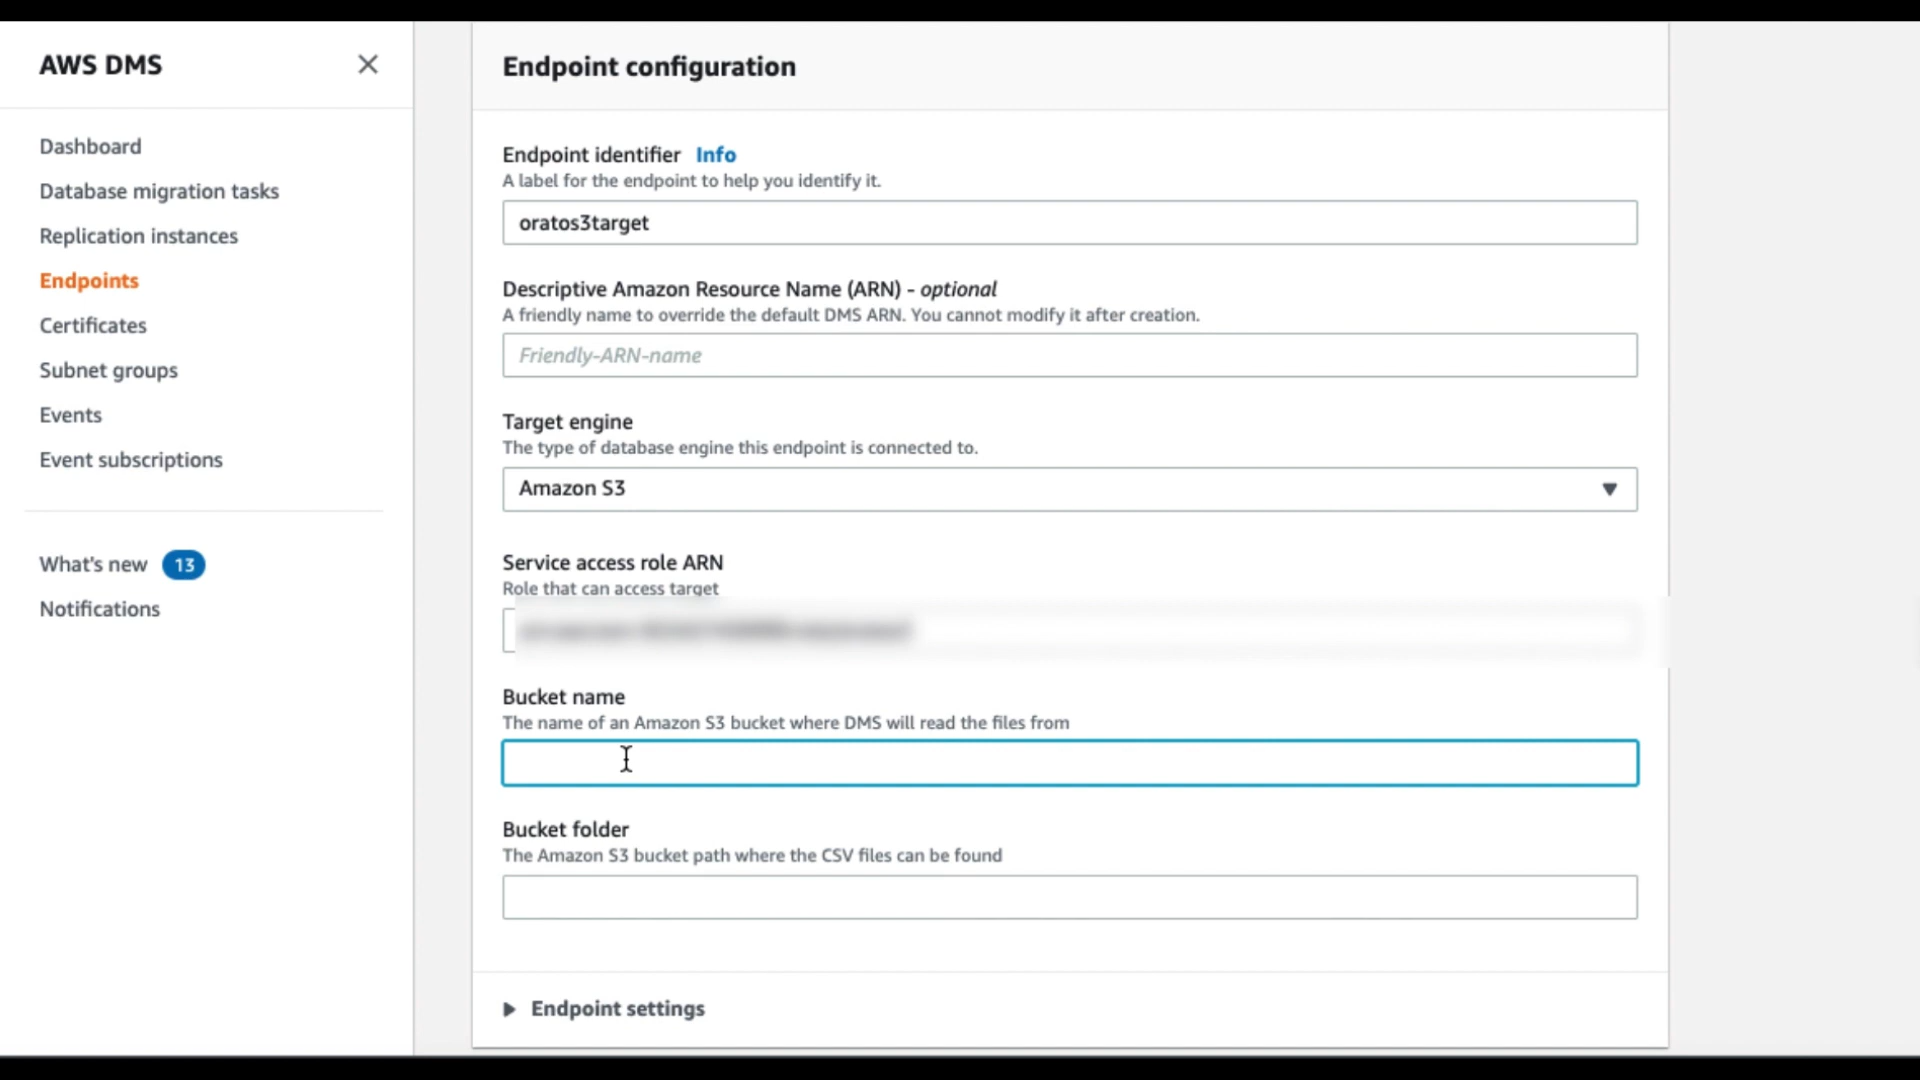 AWS DMS
Dashboard
Database migration tasks
Replication instances
Endpoints
Certificates
Subnet groups
Events
Event subscriptions
What's new 13
Notifications
Endpoint configuration
Endpoint identifier Info
A label for the endpoint to help you identify it.
oratos3target
Descriptive Amazon Resource Name (ARN) - optional
A friendly name to override the default DMS ARN. You cannot modify it after creation.
Friendly-ARN-name
Target engine
The type of database engine this endpoint is connected to.
Amazon S3
Service access role ARN
Role that can access target
Bucket name
The name of an Amazon S3 bucket where DMS will read the files from
Bucket folder
The Amazon S3 bucket path where the CSV files can be found
Endpoint settings